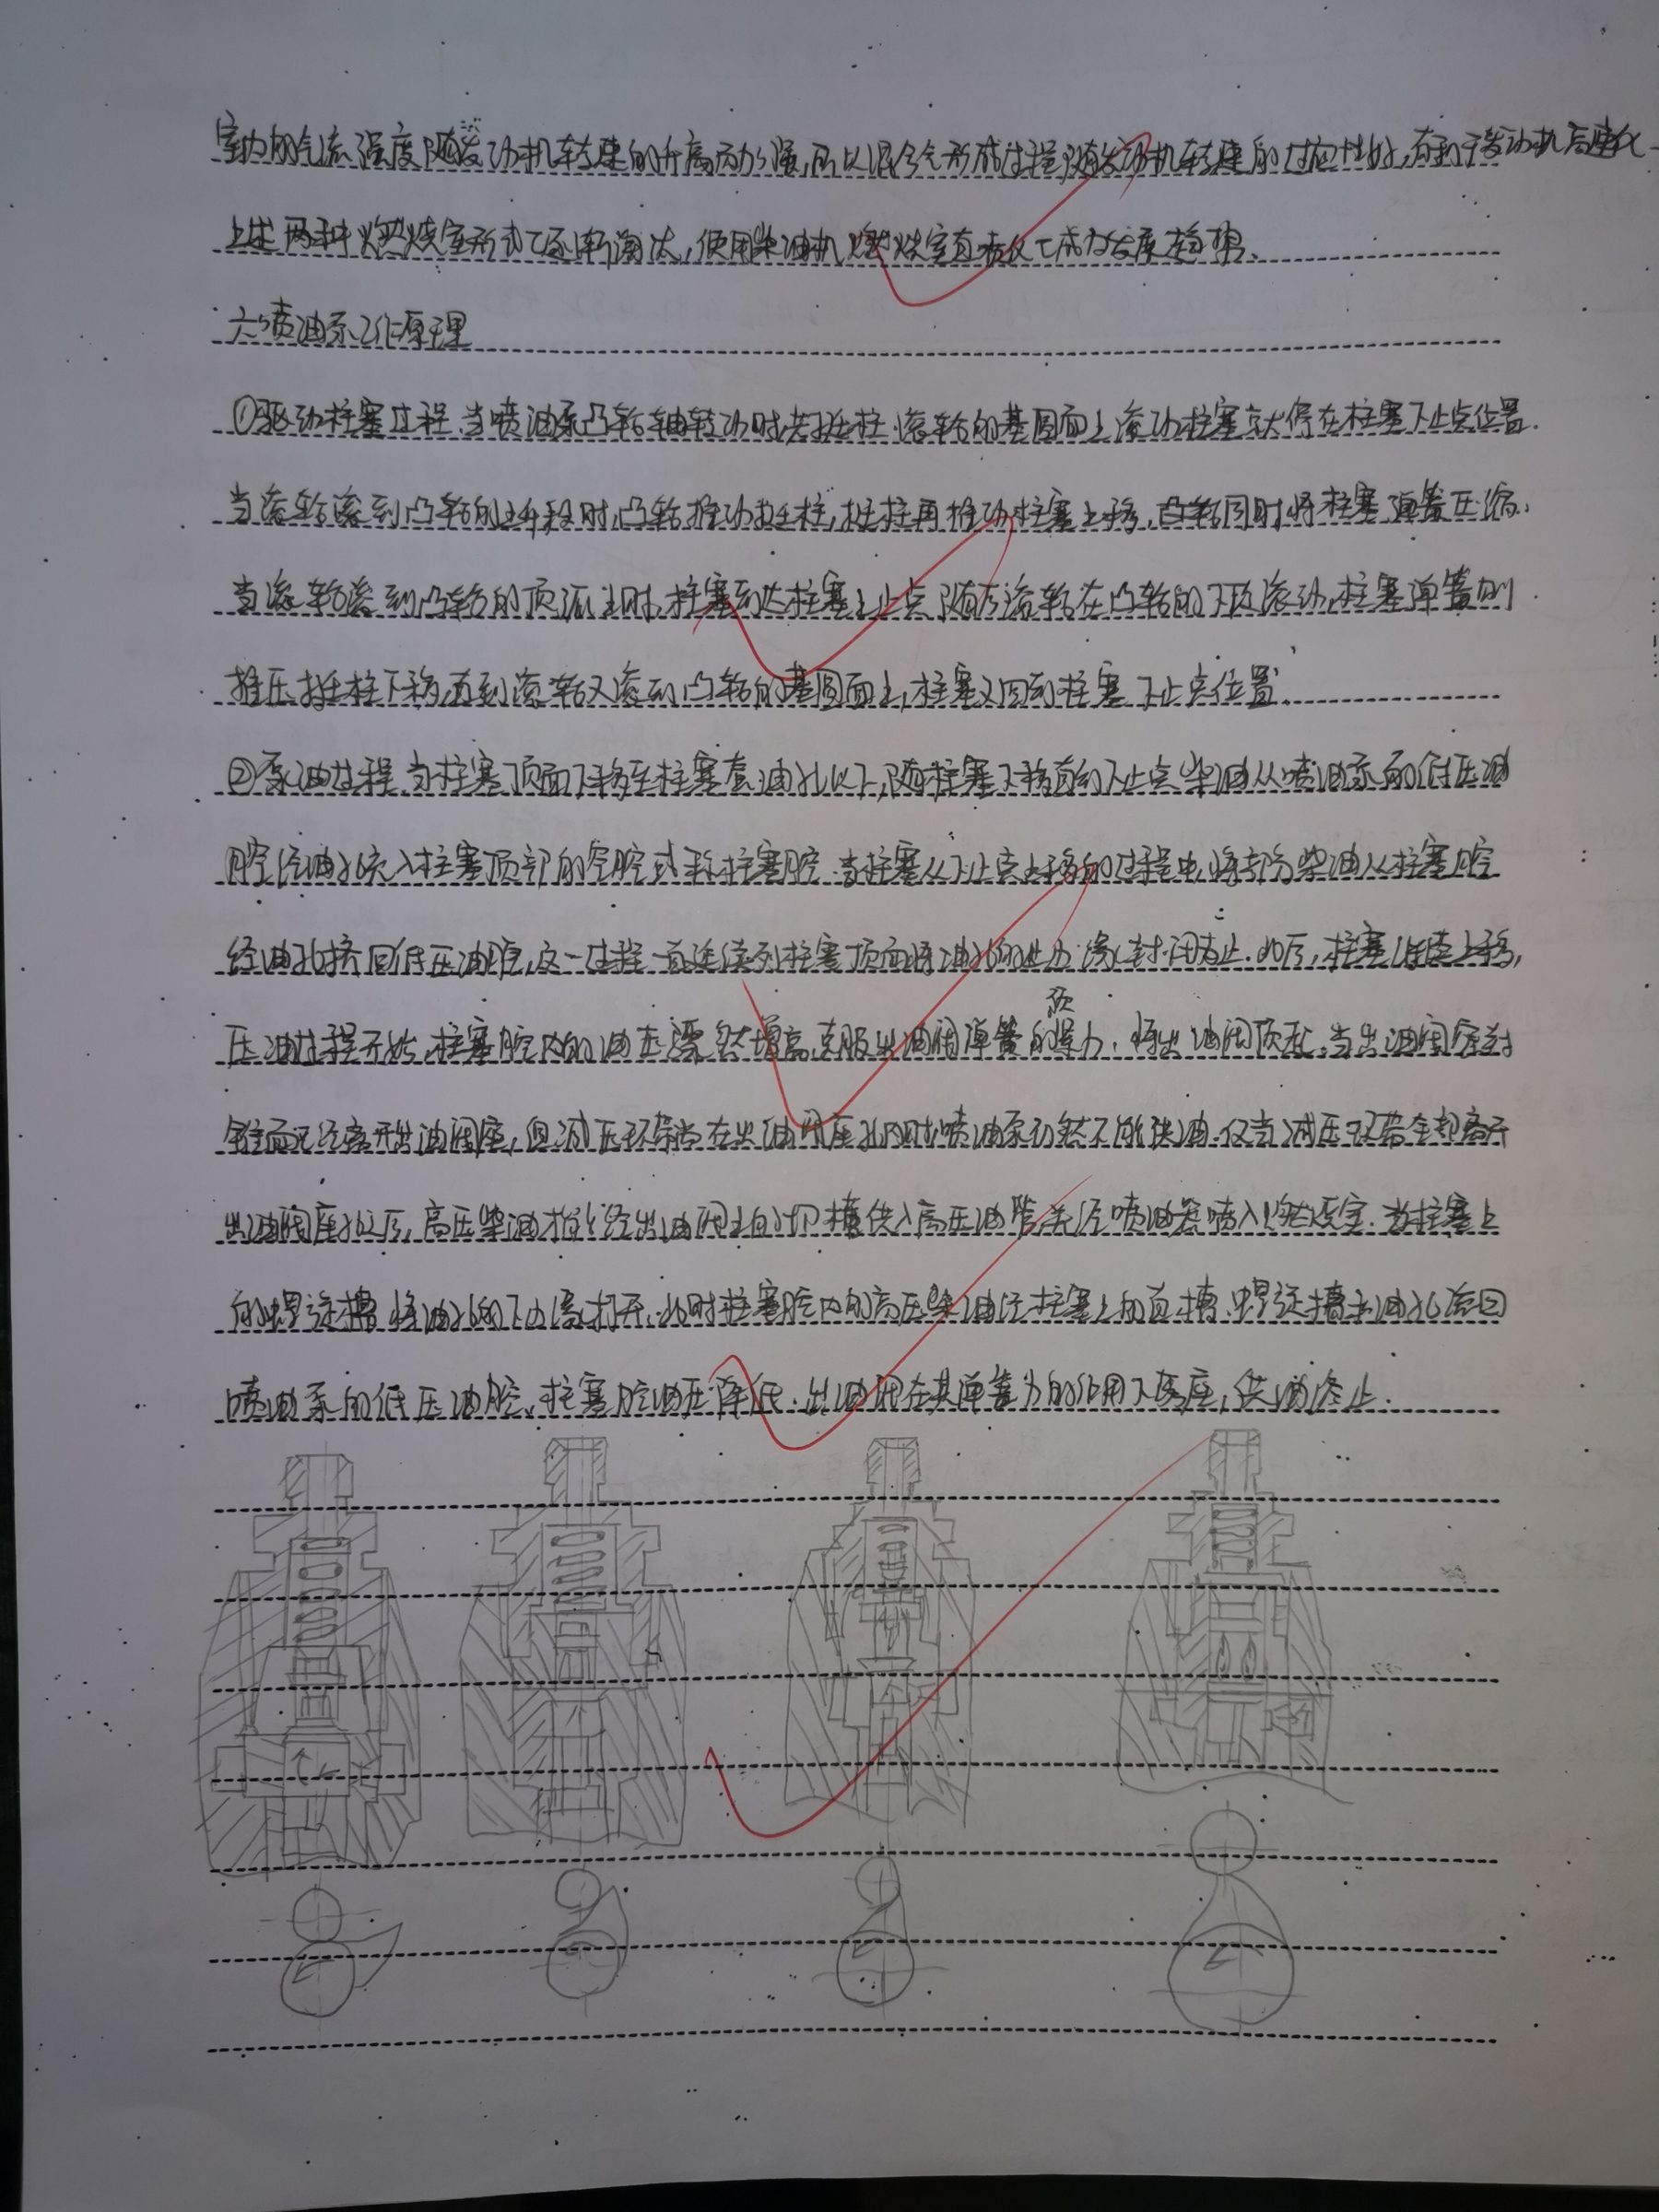 室内的气流强度随发动机转速的升高而加强,所以混合气形成过程随发动机转速的适应性好,有利于发动机高速化
上述两种燃烧室形式已逐渐淘汰,使用柴油机燃烧室直喷化已成为发展趋势.
六喷油泵工作原理
①驱动柱塞过程.当喷油泵凸轮轴转动时若挺柱滚轮的基圆面上滚动柱塞就停在柱塞下止点位置.
当滚轮滚到凸轮的上升段时,凸轮推动挺柱,挺柱再推动柱塞上移,凸轮同时将柱塞弹簧压缩.
当滚轮滚到凸轮的顶弧上时,柱塞到达柱塞上止点.随后滚轮在凸轮的下段滚动,柱塞弹簧则
推压挺柱下移,直到滚轮又滚到凸轮的基圆面上,柱塞又回到柱塞下止点位置.
②泵油过程.当柱塞顶面下移至柱塞套油孔以下,随柱塞下移直到下止点柴油从喷油泵的低压油
腔经油孔流入柱塞顶部的空腔或称柱塞腔.当柱塞从下止点上移的过程中,将部分柴油从柱塞腔
经油孔挤回低压油腔,这一过程一直延续到柱塞顶面将油孔的上边缘封闭为止.此后,柱塞继续上移,
压油过程开始,柱塞腔内的油压骤然增高,克服出油阀弹簧的预紧力,将出油阀顶起.当出油阀密封
锥面已经离开出油阀座,但减压环带尚在出油阀座孔内时,喷油泵仍然不能供油.仅当减压环带全部离开
出油阀座孔之后,高压柴油才能经出油阀上的切槽供入高压油管,并经喷油器喷入燃烧室.当柱塞上
的螺旋槽将油孔的下边缘打开,此时柱塞腔内的高压柴油经柱塞上的直槽、螺旋槽和油孔流回
喷油泵的低压油腔,柱塞腔油压降低.出油阀在其弹簧力的作用下落座,供油终止.